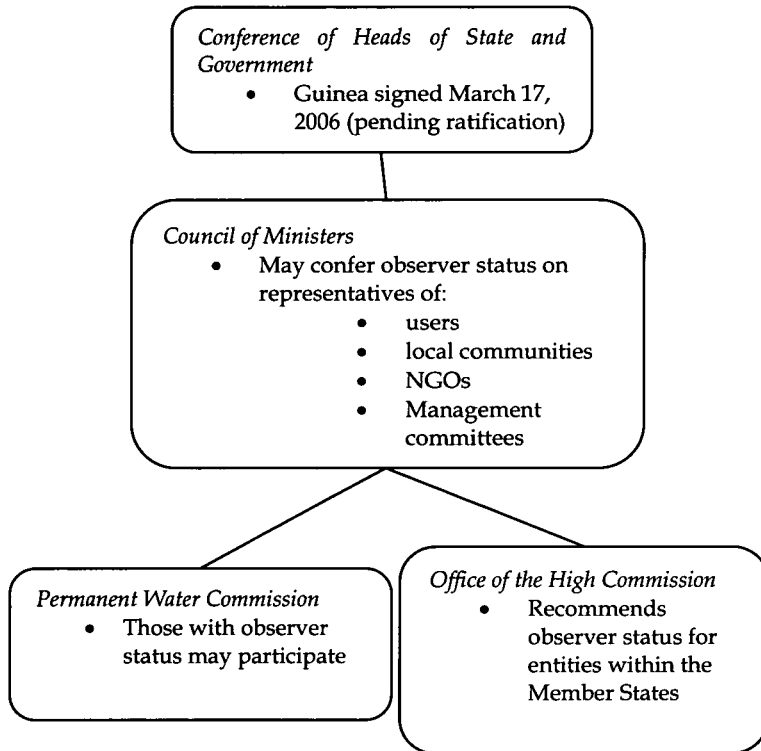 Conference of Heads of State and
Government
• Guinea signed March 17,
2006 (pending ratification)
Council of Ministers
• May confer observer status on
representatives of:
• users
• local communities
• NGOs
• Management
committees
Permanent Water Commission
• Those with observer
status may participate
Office of the High Commission
• Recommends
observer status for
entities within the
Member States